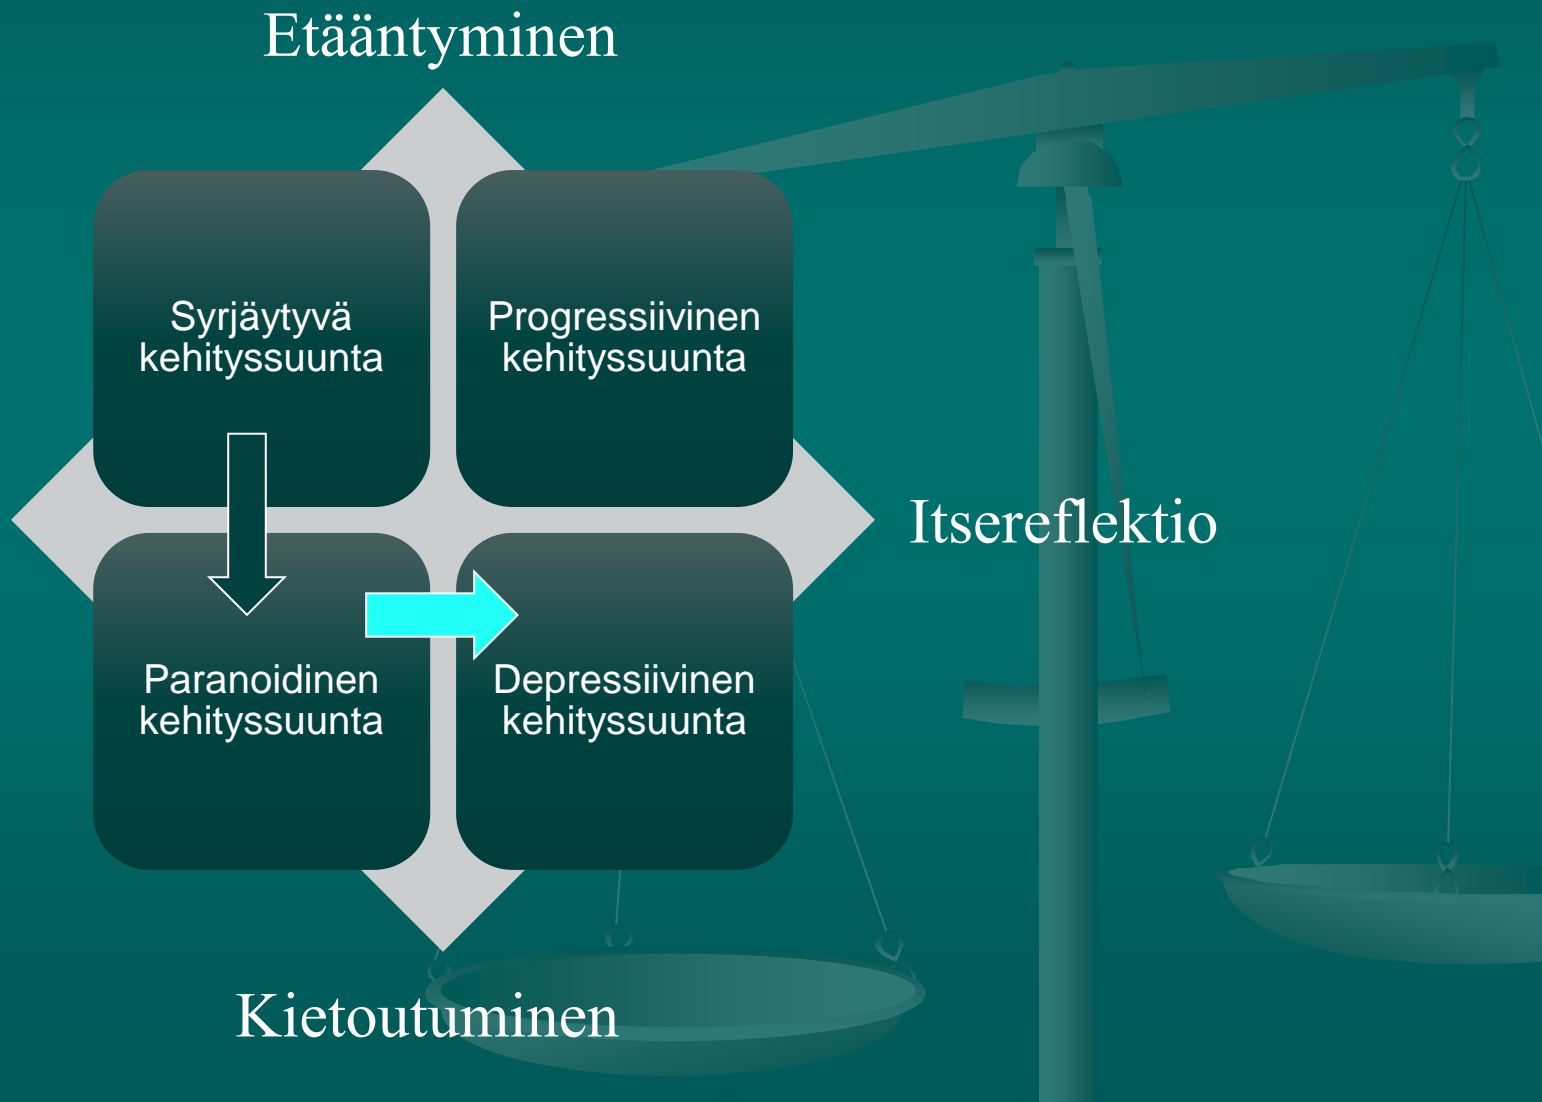 Etääntyminen
Syrjäytyvä
kehityssuunta
Progressiivinen
kehityssuunta
Itsereflektio
Paranoidinen
kehityssuunta
Depressiivinen
kehityssuunta
Kietoutuminen